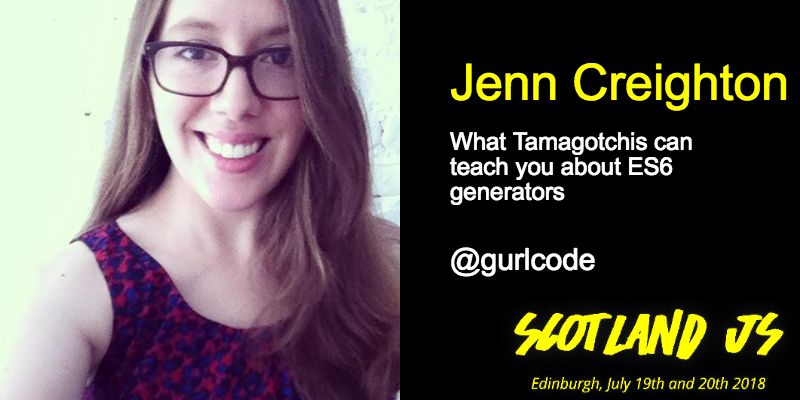 Jenn Creighton
What Tamagotchis can
teach you about ES6
generators
@gurlcode
SCOTLAND JS
Edinburgh, July 19th and 20th 2018